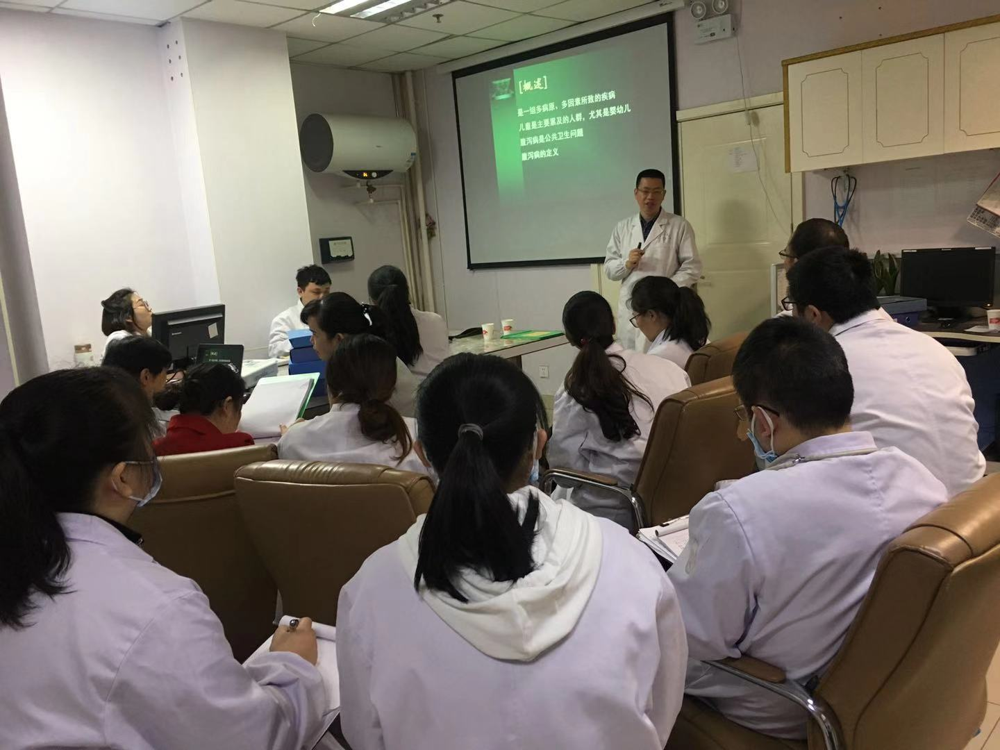 [概述]
是一组多病原、多因素所致的疾病
儿童是主要累及的人群，尤其是婴幼儿
腹泻病是公共卫生问题
腹泻病的定义